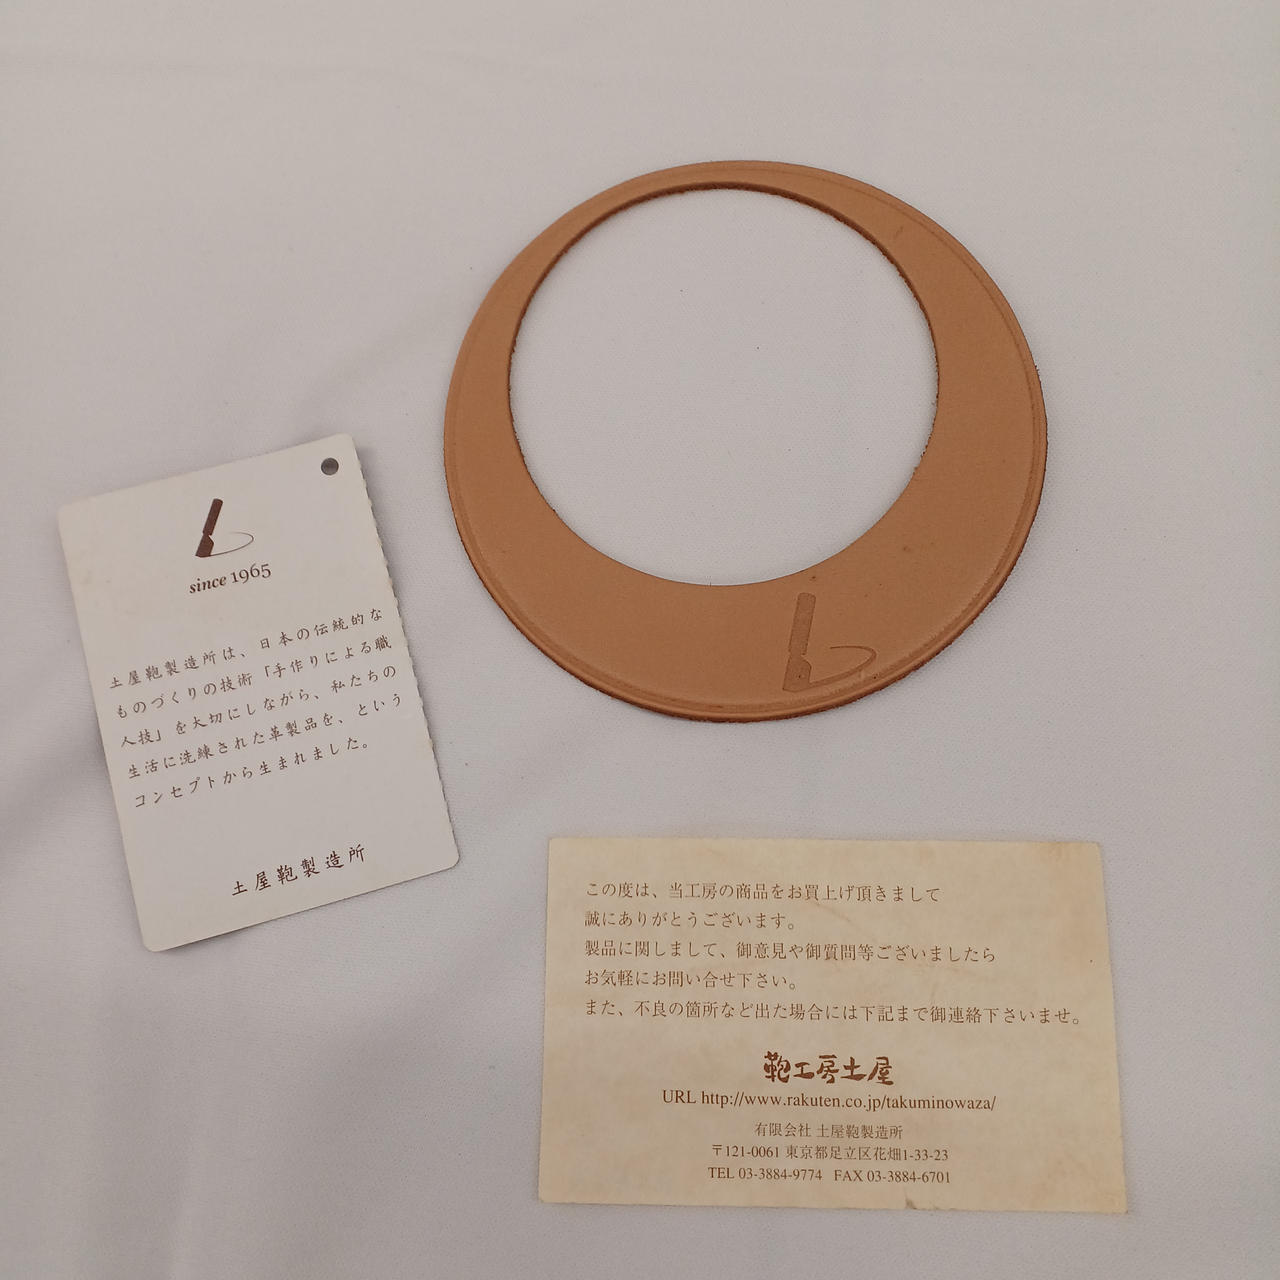 since 1965
土屋鞄製造所は、日本の伝統的な
ものづくりの技術「手作りによる職
人技」を大切にしながら、私たちの
生活に洗練された革製品を、という
コンセプトから生まれました。
土屋鞄製造所
この度は、当工房の商品をお買上げ頂きまして
誠にありがとうございます。
製品に関しまして、御意見や御質問等ございましたら
お気軽にお問い合せ下さい。
また、不良の箇所など出た場合には下記まで御連絡下さいませ。
鞄工房土屋
URL http://www.rakuten.co.jp/takuminowaza/
有限会社 土屋鞄製造所
〒121-0061 東京都足立区花畑1-33-23
TEL 03-3884-9774 FAX 03-3884-6701